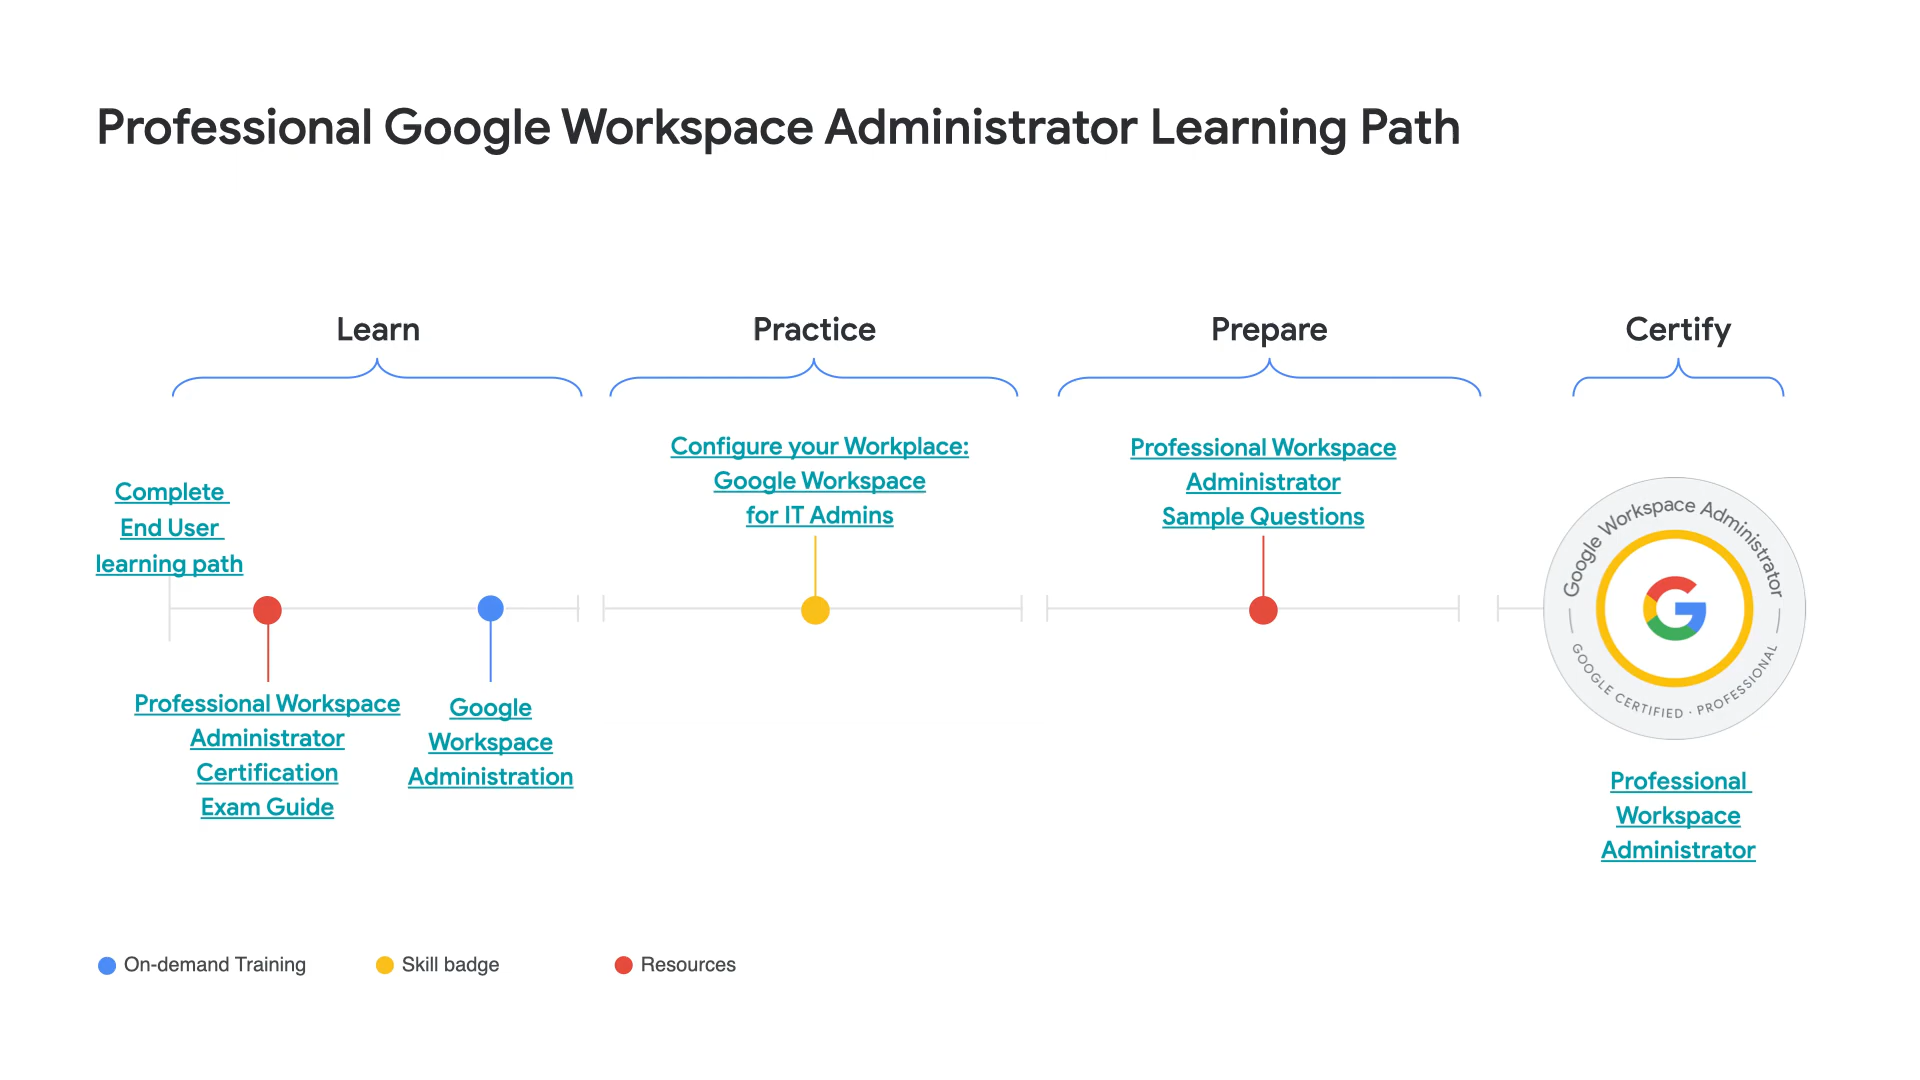 Professional Google Workspace Administrator Learning Path
Learn
Complete
End User
learning path
Professional Workspace
Administrator
Certification
Exam Guide
Google
Workspace
Administration
Practice
Configure your Workplace:
Google Workspace
for IT Admins
Prepare
Professional Workspace
Administrator
Sample Questions
Certify
Google Workspace Administrator
GOOGLE CERTIFIED · PROFESSIONAL
Professional
Workspace
Administrator
On-demand Training
Skill badge
Resources